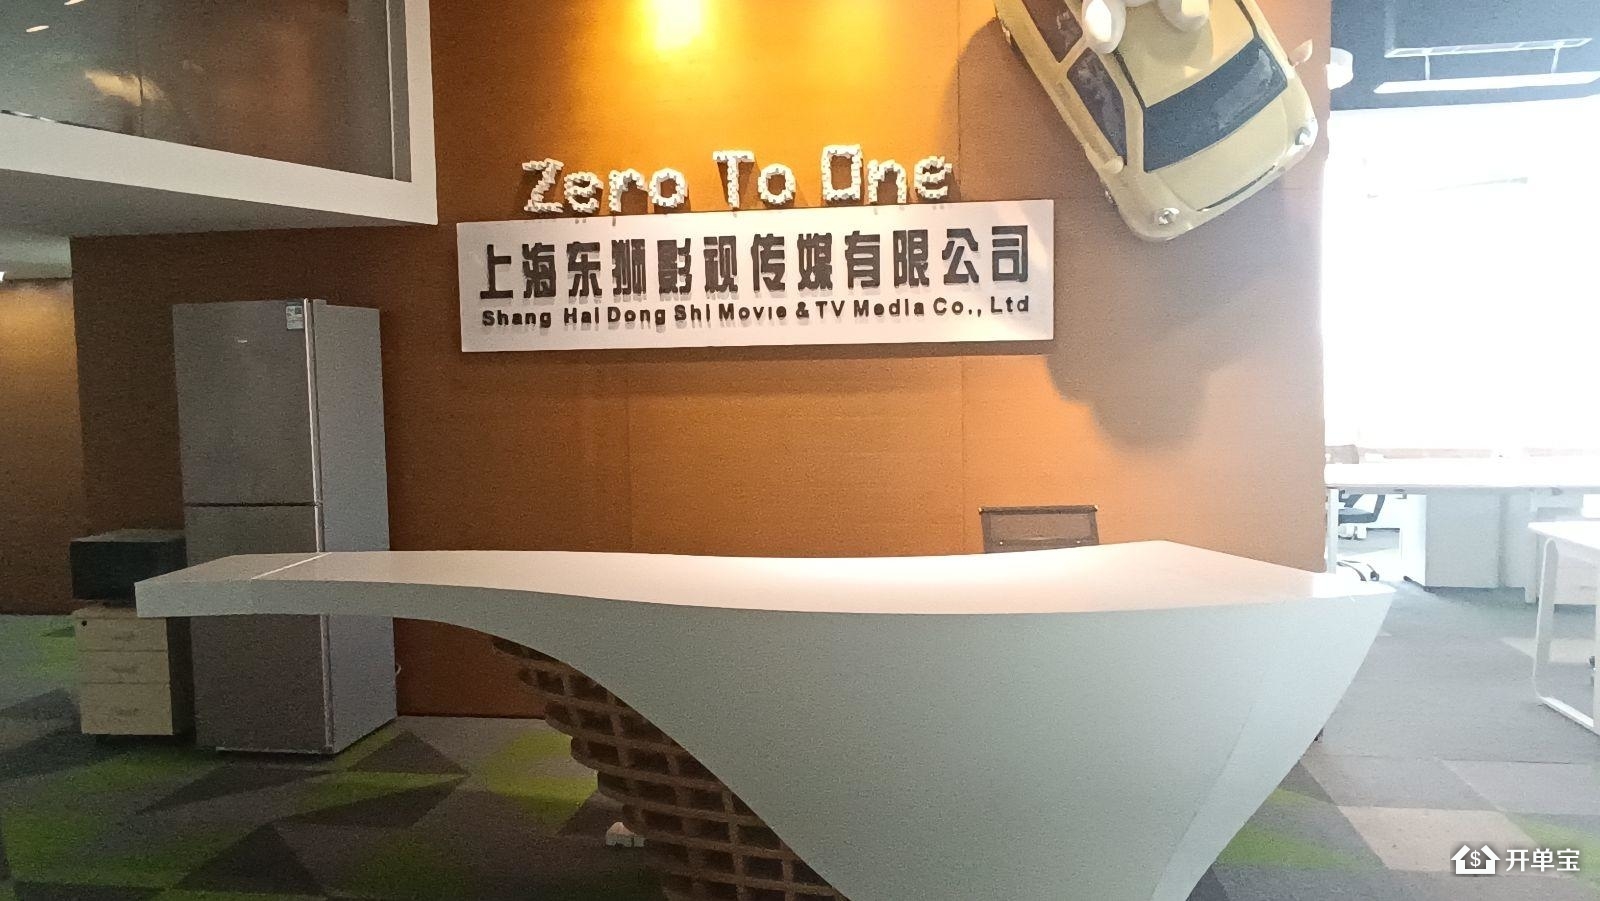 Zero To One
上海东狮影视传媒有限公司
Shang Hai Dong Shi Movie & TV Media Co., Ltd
开单宝